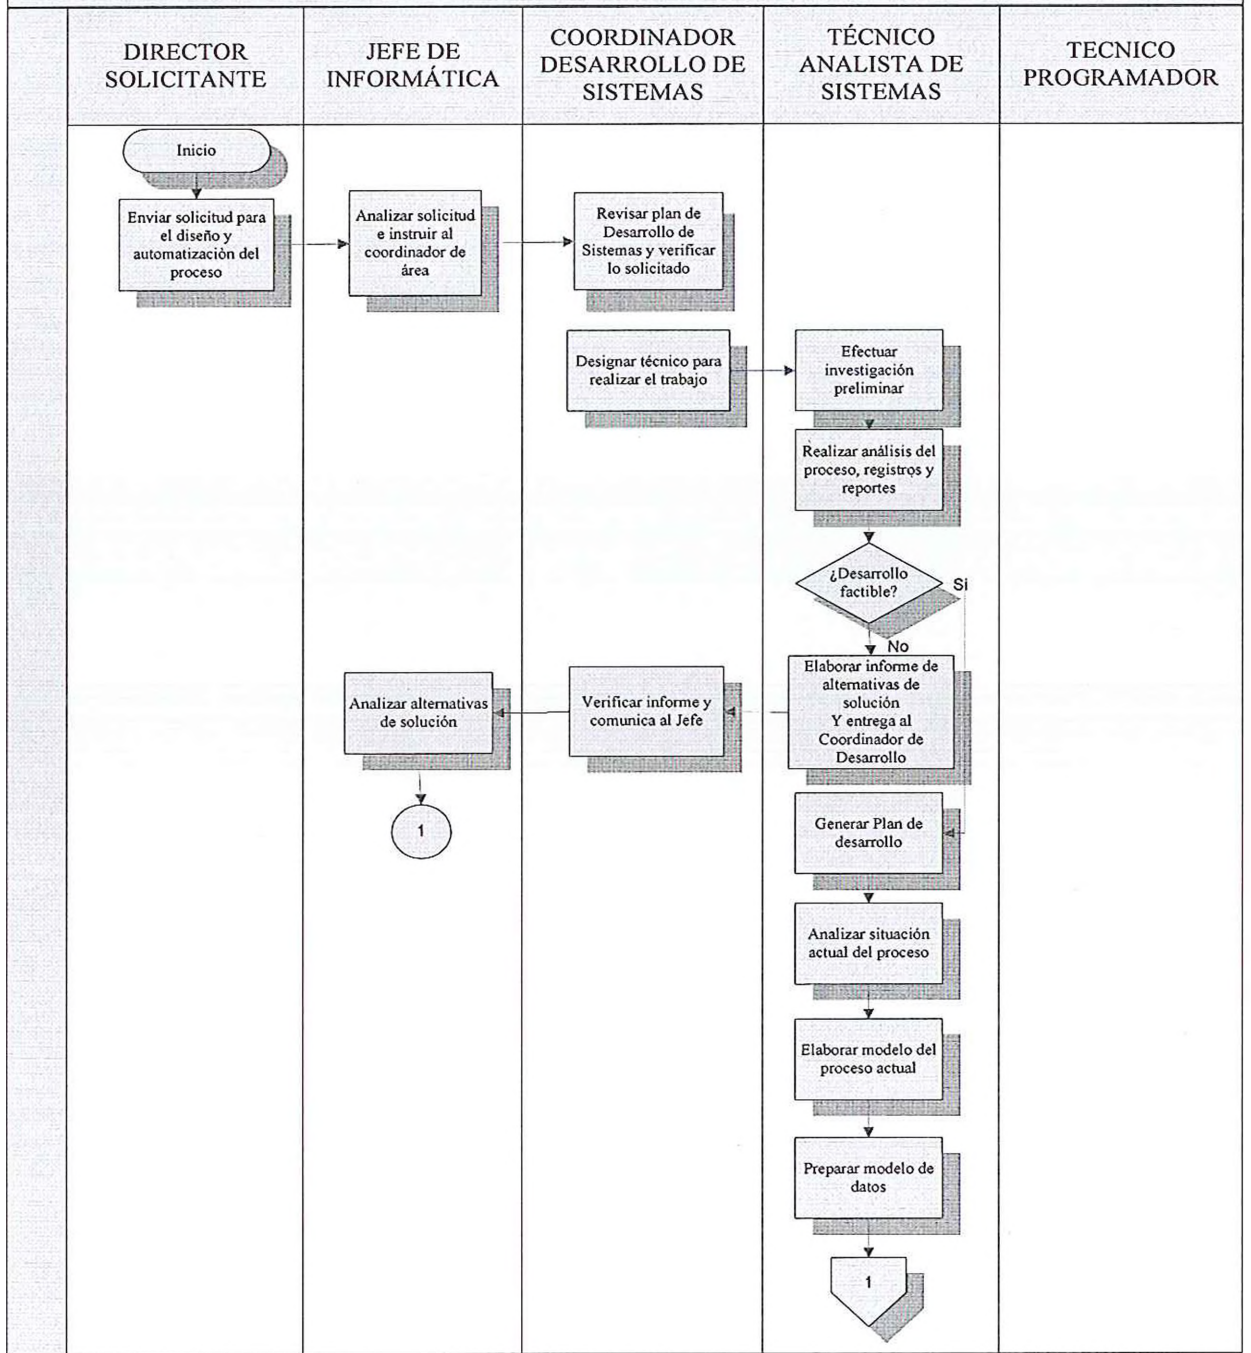 DIRECTOR
SOLICITANTE
JEFE DE
INFORMÁTICA
COORDINADOR
DESARROLLO DE
SISTEMAS
TÉCNICO
ANALISTA DE
SISTEMAS
TECNICO
PROGRAMADOR
Inicio
Enviar solicitud para
el diseño y
automatización del
proceso
Analizar solicitud
e instruir al
coordinador de
área
Revisar plan de
Desarrollo de
Sistemas y verificar
lo solicitado
Designar técnico para
realizar el trabajo
Efectuar
investigación
preliminar
Realizar análisis del
proceso, registros y
reportes
¿Desarrollo
factible?
Si
No
Elaborar informe de
alternativas de
solución
Y entrega al
Coordinador de
Desarrollo
Verificar informe y
comunica al Jefe
Analizar alternativas
de solución
1
Generar Plan de
desarrollo
Analizar situación
actual del proceso
Elaborar modelo del
proceso actual
Preparar modelo de
datos
1